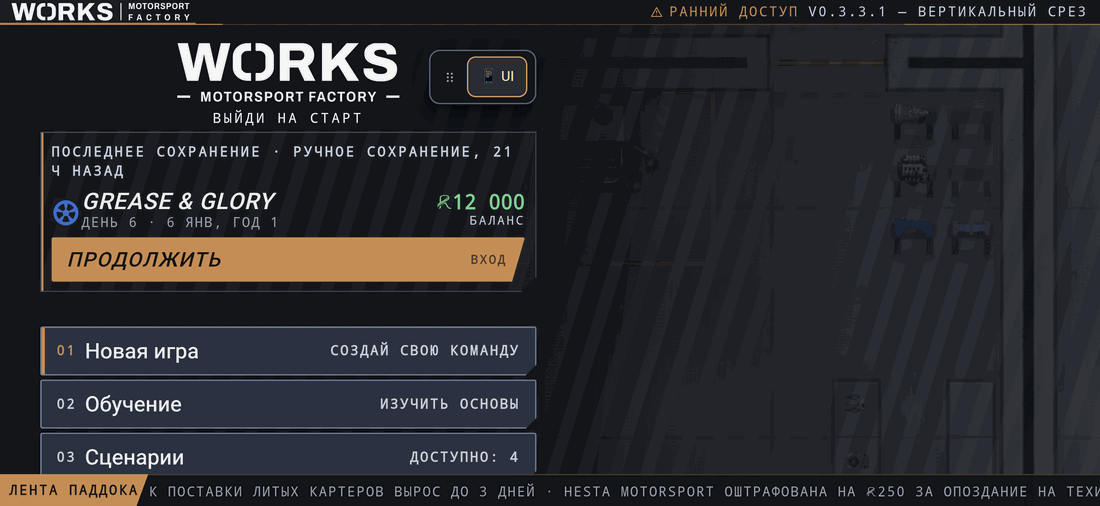 WORKS MOTORSPORT FACTORY
⚠ РАННИЙ ДОСТУП V0.3.3.1 — ВЕРТИКАЛЬНЫЙ СРЕЗ
WORKS
MOTORSPORT FACTORY
ВЫЙДИ НА СТАРТ
UI
ПОСЛЕДНЕЕ СОХРАНЕНИЕ · РУЧНОЕ СОХРАНЕНИЕ, 21
Ч НАЗАД
GREASE & GLORY
12 000
ДЕНЬ 6 · 6 ЯНВ, ГОД 1
БАЛАНС
ПРОДОЛЖИТЬ ВХОД
01 Новая игра СОЗДАЙ СВОЮ КОМАНДУ
02 Обучение ИЗУЧИТЬ ОСНОВЫ
03 Сценарии ДОСТУПНО: 4
ЛЕНТА ПАДДОКА К ПОСТАВКИ ЛИТЫХ КАРТЕРОВ ВЫРОС ДО 3 ДНЕЙ · HESTA MOTORSPORT ОШТРАФОВАНА НА 250 ЗА ОПОЗДАНИЕ НА ТЕХИ